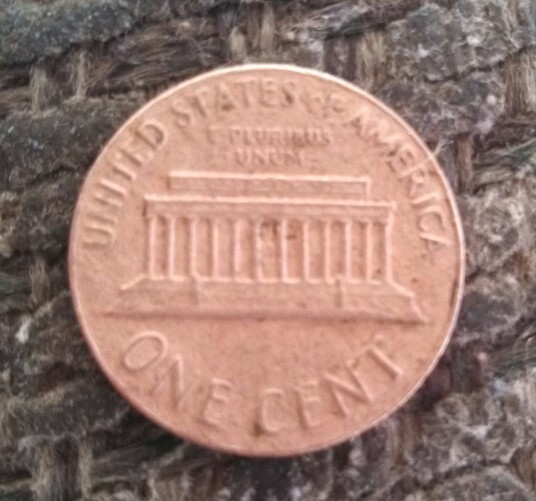 UNITED STATES OF AMERICA
E PLURIBUS
UNUM
ONE CENT